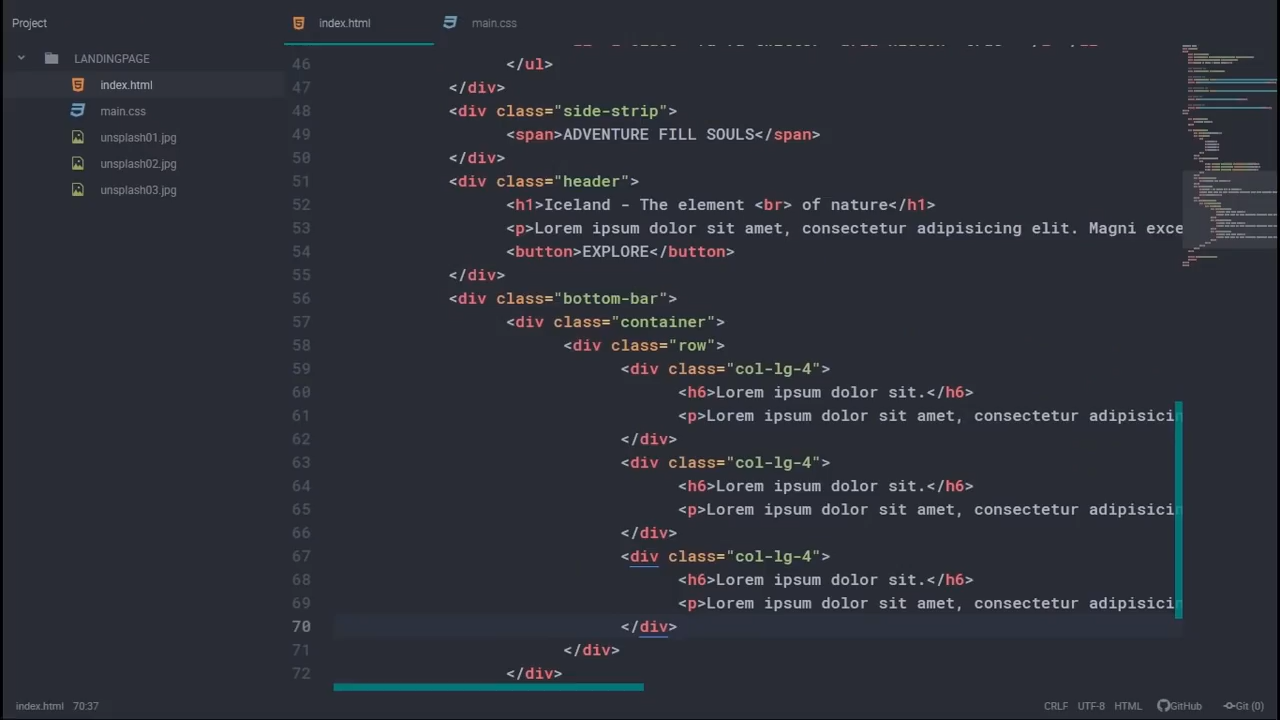 Project
index.html
main.css
LANDINGPAGE
index.html
main.css
unsplash01.jpg
unsplash02.jpg
unsplash03.jpg
46 </ul>
47 </div>
48 <div class="side-strip">
49 <span>ADVENTURE FILL SOULS</span>
50 </div>
51 <div class="header">
52 <h1>Iceland - The element <br> of nature</h1>
53 <p>Lorem ipsum dolor sit amet, consectetur adipisicing elit. Magni exce
54 <button>EXPLORE</button>
55 </div>
56 <div class="bottom-bar">
57 <div class="container">
58 <div class="row">
59 <div class="col-lg-4">
60 <h6>Lorem ipsum dolor sit.</h6>
61 <p>Lorem ipsum dolor sit amet, consectetur adipisicin
62 </div>
63 <div class="col-lg-4">
64 <h6>Lorem ipsum dolor sit.</h6>
65 <p>Lorem ipsum dolor sit amet, consectetur adipisicin
66 </div>
67 <div class="col-lg-4">
68 <h6>Lorem ipsum dolor sit.</h6>
69 <p>Lorem ipsum dolor sit amet, consectetur adipisicin
70 </div>
71 </div>
72 </div>
index.html 70:37
CRLF UTF-8 HTML GitHub Git (0)